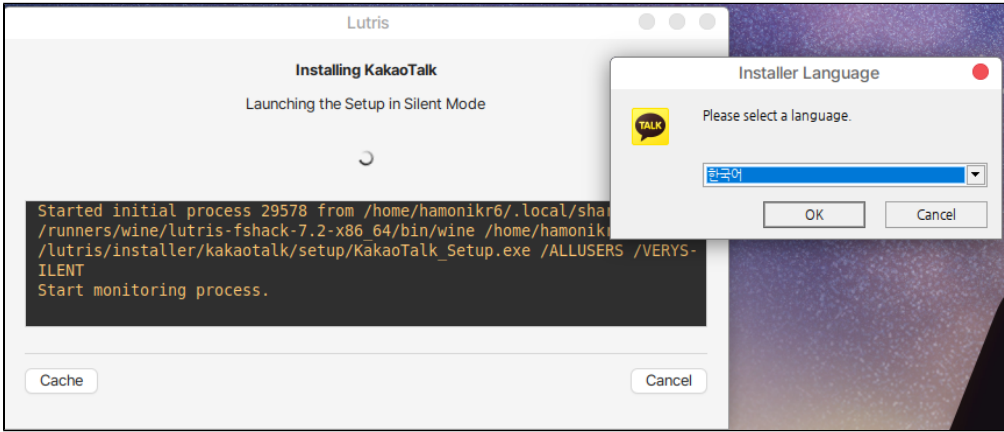 Lutris
Installing KakaoTalk
Launching the Setup in Silent Mode
Started initial process 29578 from /home/hamonikr6/.local/shar
/runners/wine/lutris-fshack-7.2-x86_64/bin/wine /home/hamonikr
/lutris/installer/kakaotalk/setup/KakaoTalk_Setup.exe /ALLUSERS /VERYS-
ILENT
Start monitoring process.
Cache
Cancel
Installer Language
TALK
Please select a language.
한국어
OK
Cancel